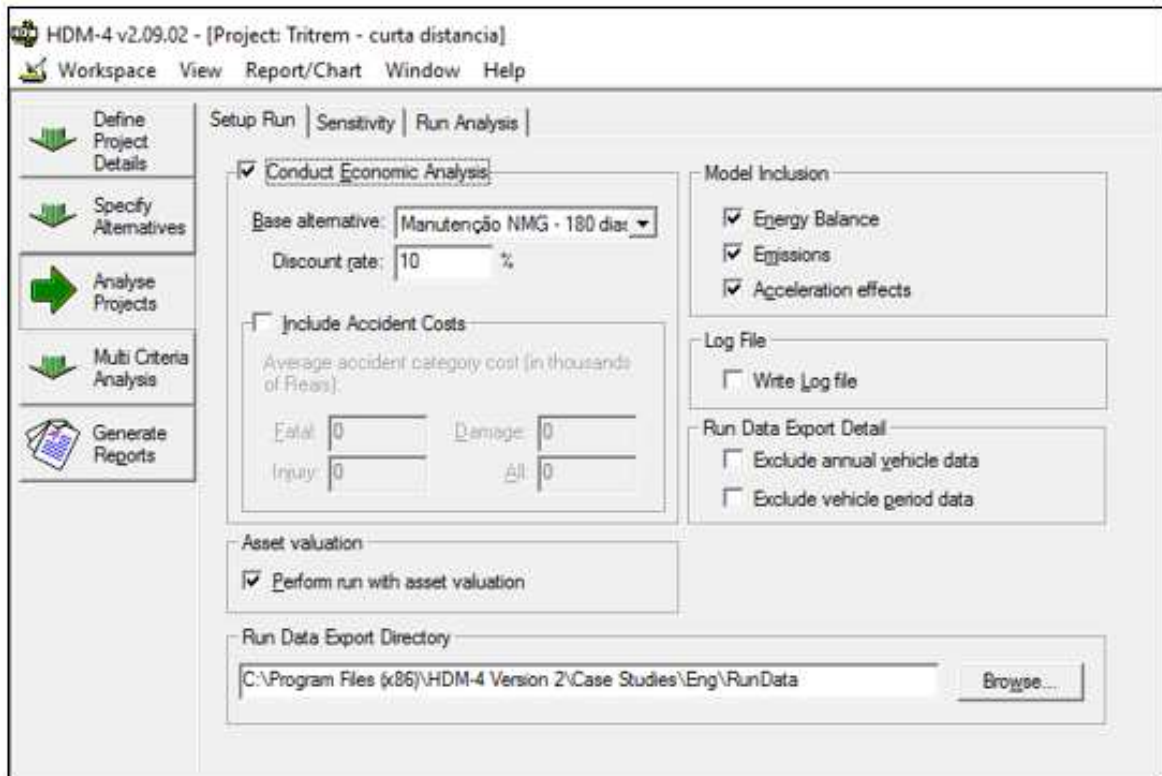 HDM-4 v2.09.02 - [Project: Tritrem - curta distancia]
Workspace View Report/Chart Window Help
Define Project Details
Specify Alternatives
Analyse Projects
Multi Criteria Analysis
Generate Reports
Setup Run Sensitivity Run Analysis
Conduct Economic Analysis
Base alternative: Manutenção NMG - 180 dias
Discount rate: 10 %
Include Accident Costs
Average accident category cost (in thousands
of Reais):
Fatal: 0 Damage: 0
Injury: 0 All: 0
Asset valuation
Perform run with asset valuation
Model Inclusion
Energy Balance
Emissions
Acceleration effects
Log File
Write Log file
Run Data Export Detail
Exclude annual vehicle data
Exclude vehicle period data
Run Data Export Directory
C:\Program Files (x86)\HDM-4 Version 2\Case Studies\Eng\RunData Browse...